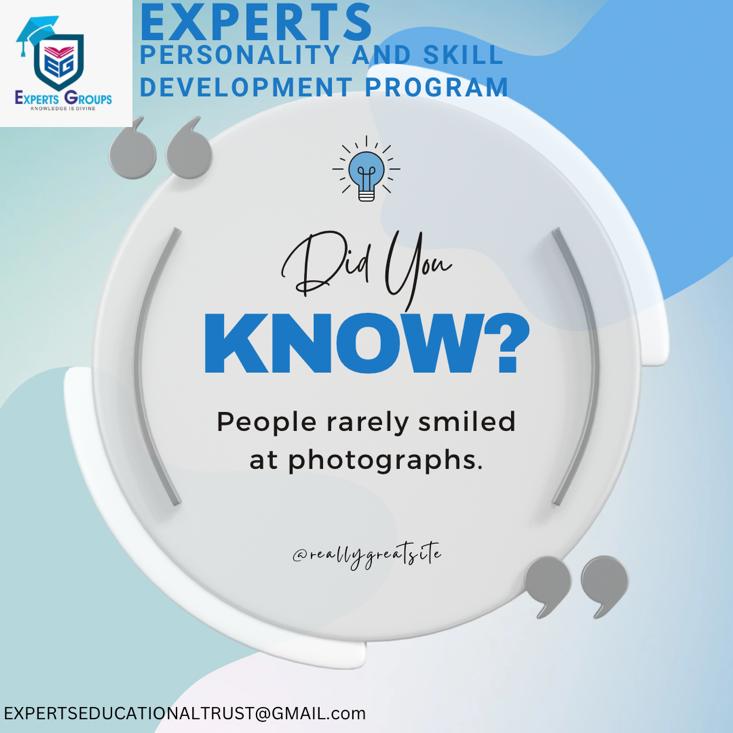 EXPERTS
PERSONALITY AND SKILL
DEVELOPMENT PROGRAM
EG
EXPERTS GROUPS
KNOWLEDGE IS DIVINE
Did You
KNOW?
People rarely smiled
at photographs.
@reallygreatsite
EXPERTSEDUCATIONALTRUST@GMAIL.com